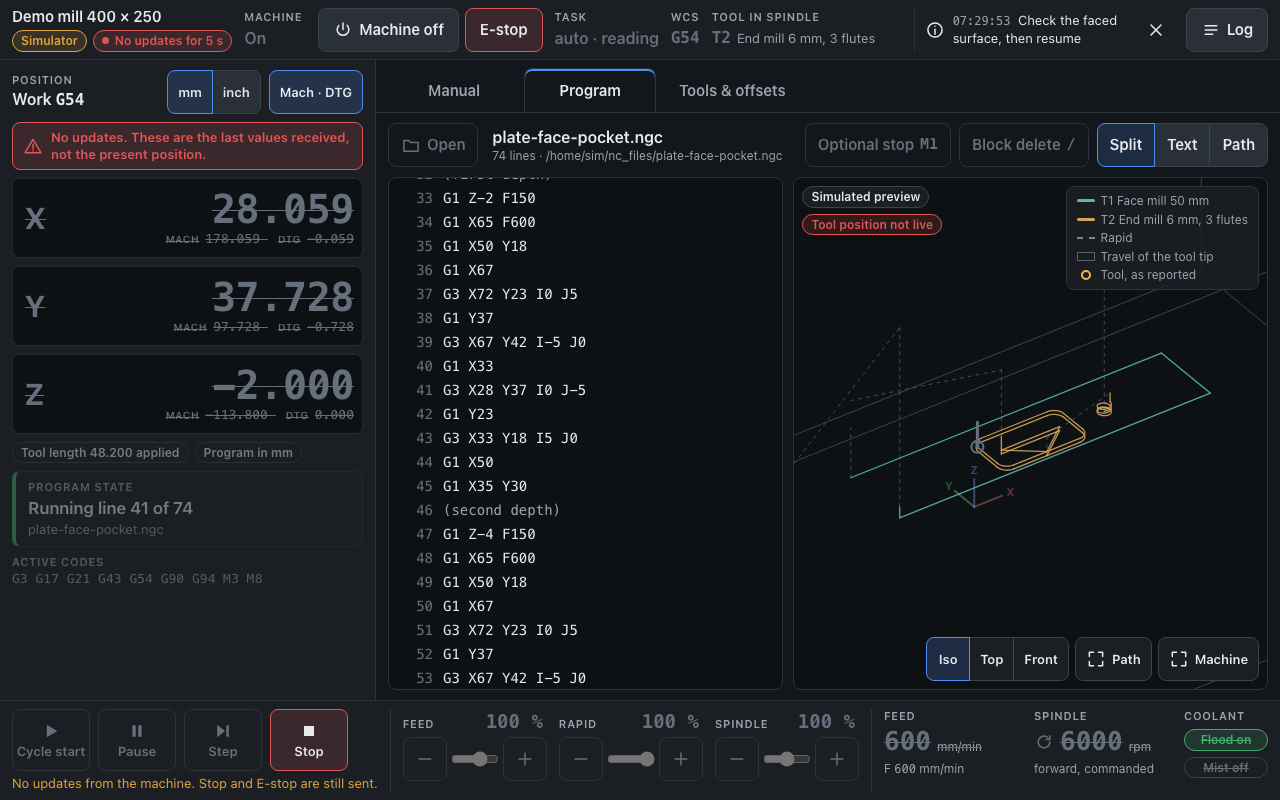 Demo mill 400 × 250
Simulator
No updates for 5 s
MACHINE
On
Machine off
E-stop
TASK
auto · reading
WCS
G54
TOOL IN SPINDLE
T2 End mill 6 mm, 3 flutes
07:29:53 Check the faced
surface, then resume
Log
POSITION
Work G54
mm
inch
Mach · DTG
No updates. These are the last values received,
not the present position.
X
28.059
MACH 178.059 DTG -0.059
Y
37.728
MACH 97.728 DTG -0.728
Z
−2.000
MACH −113.800 DTG 0.000
Tool length 48.200 applied
Program in mm
PROGRAM STATE
Running line 41 of 74
plate-face-pocket.ngc
ACTIVE CODES
G3 G17 G21 G43 G54 G90 G94 M3 M8
Manual
Program
Tools & offsets
Open
plate-face-pocket.ngc
74 lines · /home/sim/nc_files/plate-face-pocket.ngc
Optional stop M1
Block delete /
Split
Text
Path
32 (first depth)
33 G1 Z−2 F150
34 G1 X65 F600
35 G1 X50 Y18
36 G1 X67
37 G3 X72 Y23 I0 J5
38 G1 Y37
39 G3 X67 Y42 I−5 J0
40 G1 X33
41 G3 X28 Y37 I0 J−5
42 G1 Y23
43 G3 X33 Y18 I5 J0
44 G1 X50
45 G1 X35 Y30
46 (second depth)
47 G1 Z−4 F150
48 G1 X65 F600
49 G1 X50 Y18
50 G1 X67
51 G3 X72 Y23 I0 J5
52 G1 Y37
53 G3 X67 Y42 I−5 J0
Simulated preview
Tool position not live
T1 Face mill 50 mm
T2 End mill 6 mm, 3 flutes
Rapid
Travel of the tool tip
Tool, as reported
Z
Y
X
Iso
Top
Front
Path
Machine
Cycle start
Pause
Step
Stop
No updates from the machine. Stop and E-stop are still sent.
FEED
100 %
RAPID
100 %
SPINDLE
100 %
FEED
600 mm/min
F 600 mm/min
SPINDLE
6000 rpm
forward, commanded
COOLANT
Flood on
Mist off